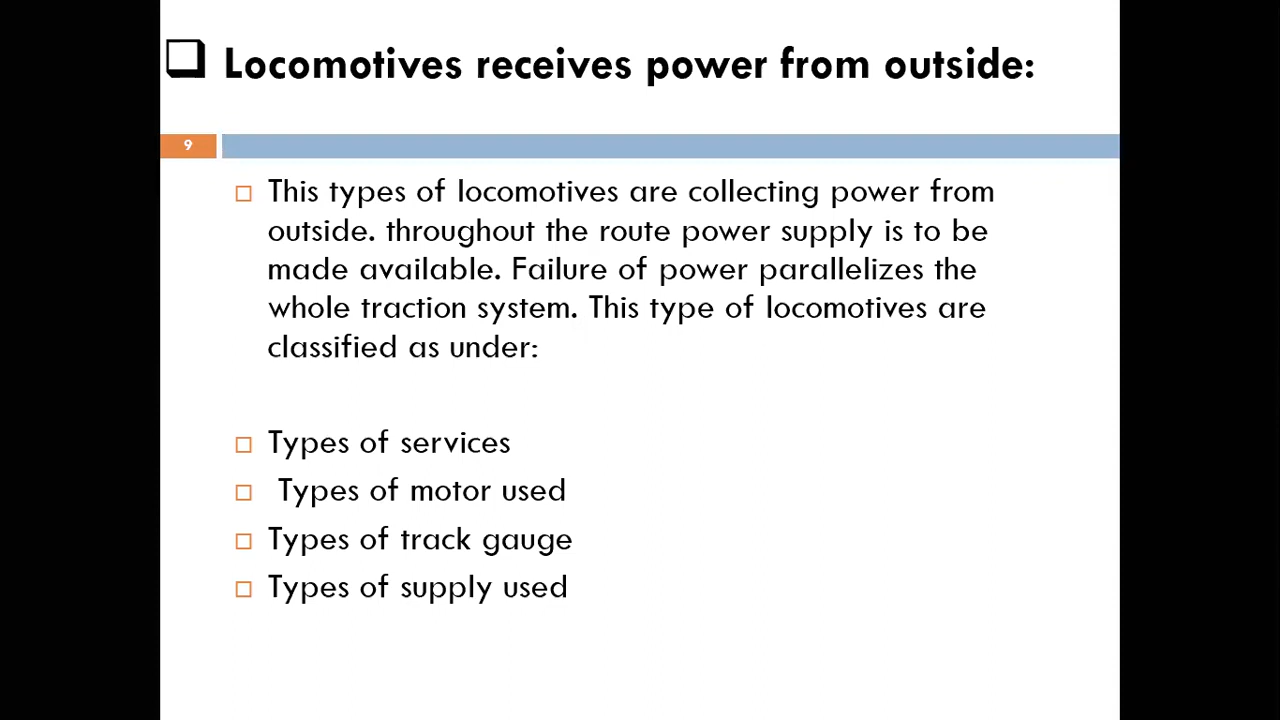 Locomotives receives power from outside:
9
This types of locomotives are collecting power from
outside. throughout the route power supply is to be
made available. Failure of power parallelizes the
whole traction system. This type of locomotives are
classified as under:
Types of services
Types of motor used
Types of track gauge
Types of supply used